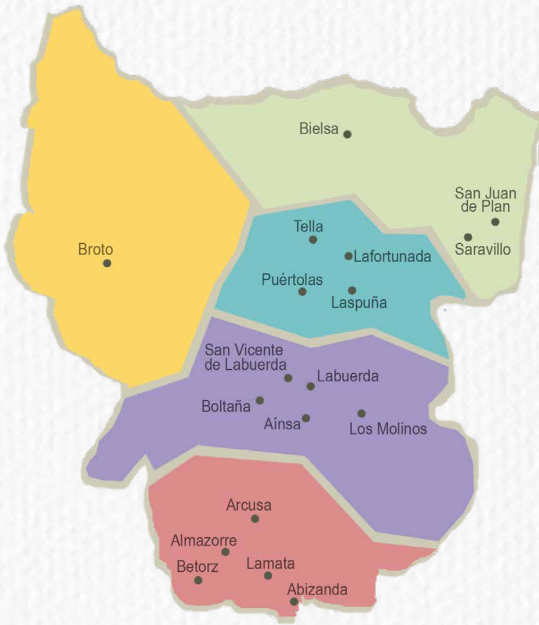 Bielsa
San Juan
de Plan
Saravillo
Broto
Tella
Lafortunada
Puértolas
Laspuña
San Vicente
de Labuerda
Labuerda
Boltaña
Aínsa
Los Molinos
Arcusa
Almazorre
Betorz
Lamata
Abizanda